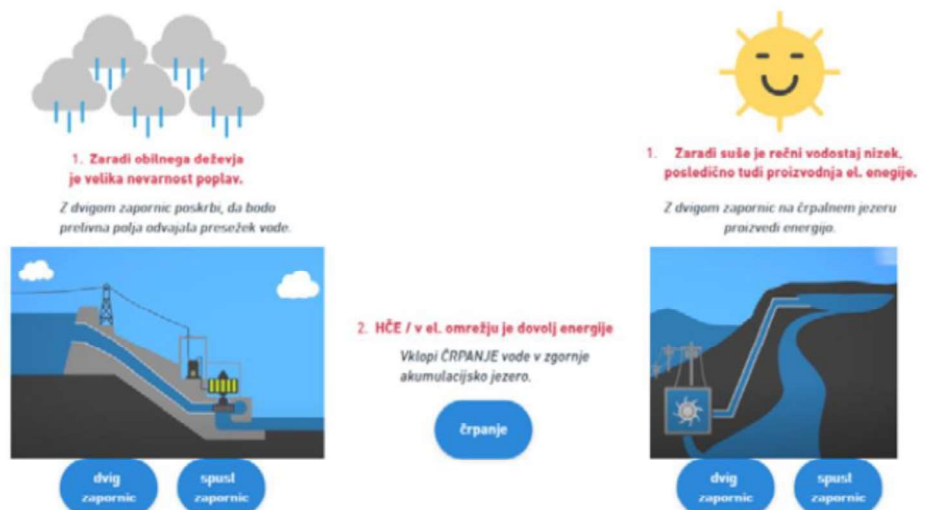 1. Zaradi obilnega deževja
je velika nevarnost poplav.
Z dvigom zapornic poskrbi, da bodo
prelivna polja odvajala presežek vode.
dvig
zapornic
spust
zapornic
2. HČE / v el. omrežju je dovolj energije
Vklopi ČRPANJE vode v zgornje
akumulacijsko jezero.
črpanje
1. Zaradi suše je rečni vodostaj nizek,
posledično tudi proizvodnja el. enegije.
Z dvigom zapornic na črpalnem jezeru
proizvedi energijo.
dvig
zapornic
spust
zapornic